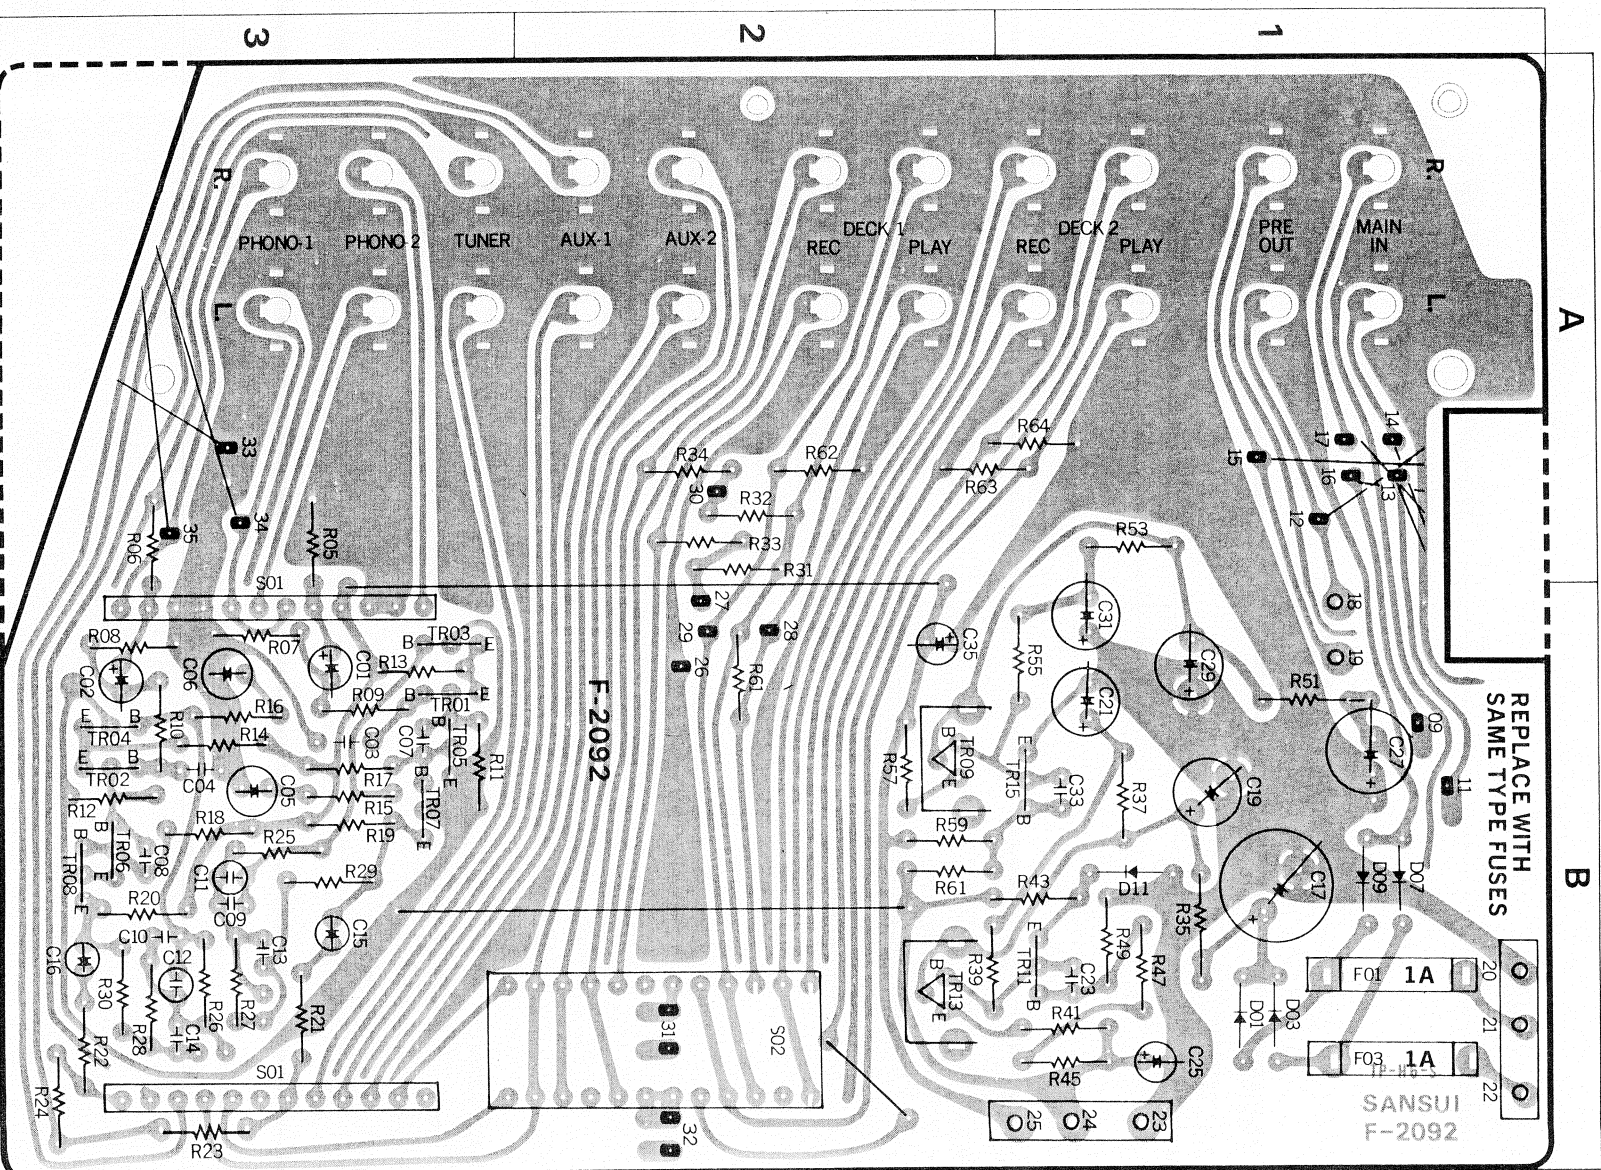 3 2 1
A
B
R. R.
PHONO-1 PHONO-2 TUNER AUX-1 AUX-2 DECK 1 DECK 2 PRE OUT MAIN IN
REC PLAY REC PLAY
L. L.
R64
14
17
33
R34 R62
15
16 13
R63
30
R32
12
34
35
R06 R05
R53
R33
R31
S01
27
18
R08 TR03
B E
R07
29 28
C31
C35
19
C02 C06 C01 R13
26
R61
R55
C29
R51
B E
R09
TR01
C21
REPLACE WITH
SAME TYPE FUSES
R16
E B
R10
TR04
R14
C03 C07
B TR05 E
F-2092
09
C27
R11
E B
TR02
C04
R17
C05
R57
B TR09 E
E TR15 B
C33
R37
C19
11
R12
R15
B TR07 E
R18
R19
B TR06 E
B TR08 E
C08
R25
R59
C11
R29
R61
R43
D11
C17
D09 D07
R20
C09
C10
C15
R35
C16
C12
C13
R39
E TR11 B
C23
R49
R47
R30
R28
R26
R27
R21
B TR13 E
F01 1A
20
C14
31
S02
R41
D01 D03
21
R22
R45
C25
F03 1A
S01
22
R24
25 24 23
SANSUI
F-2092
R23
32